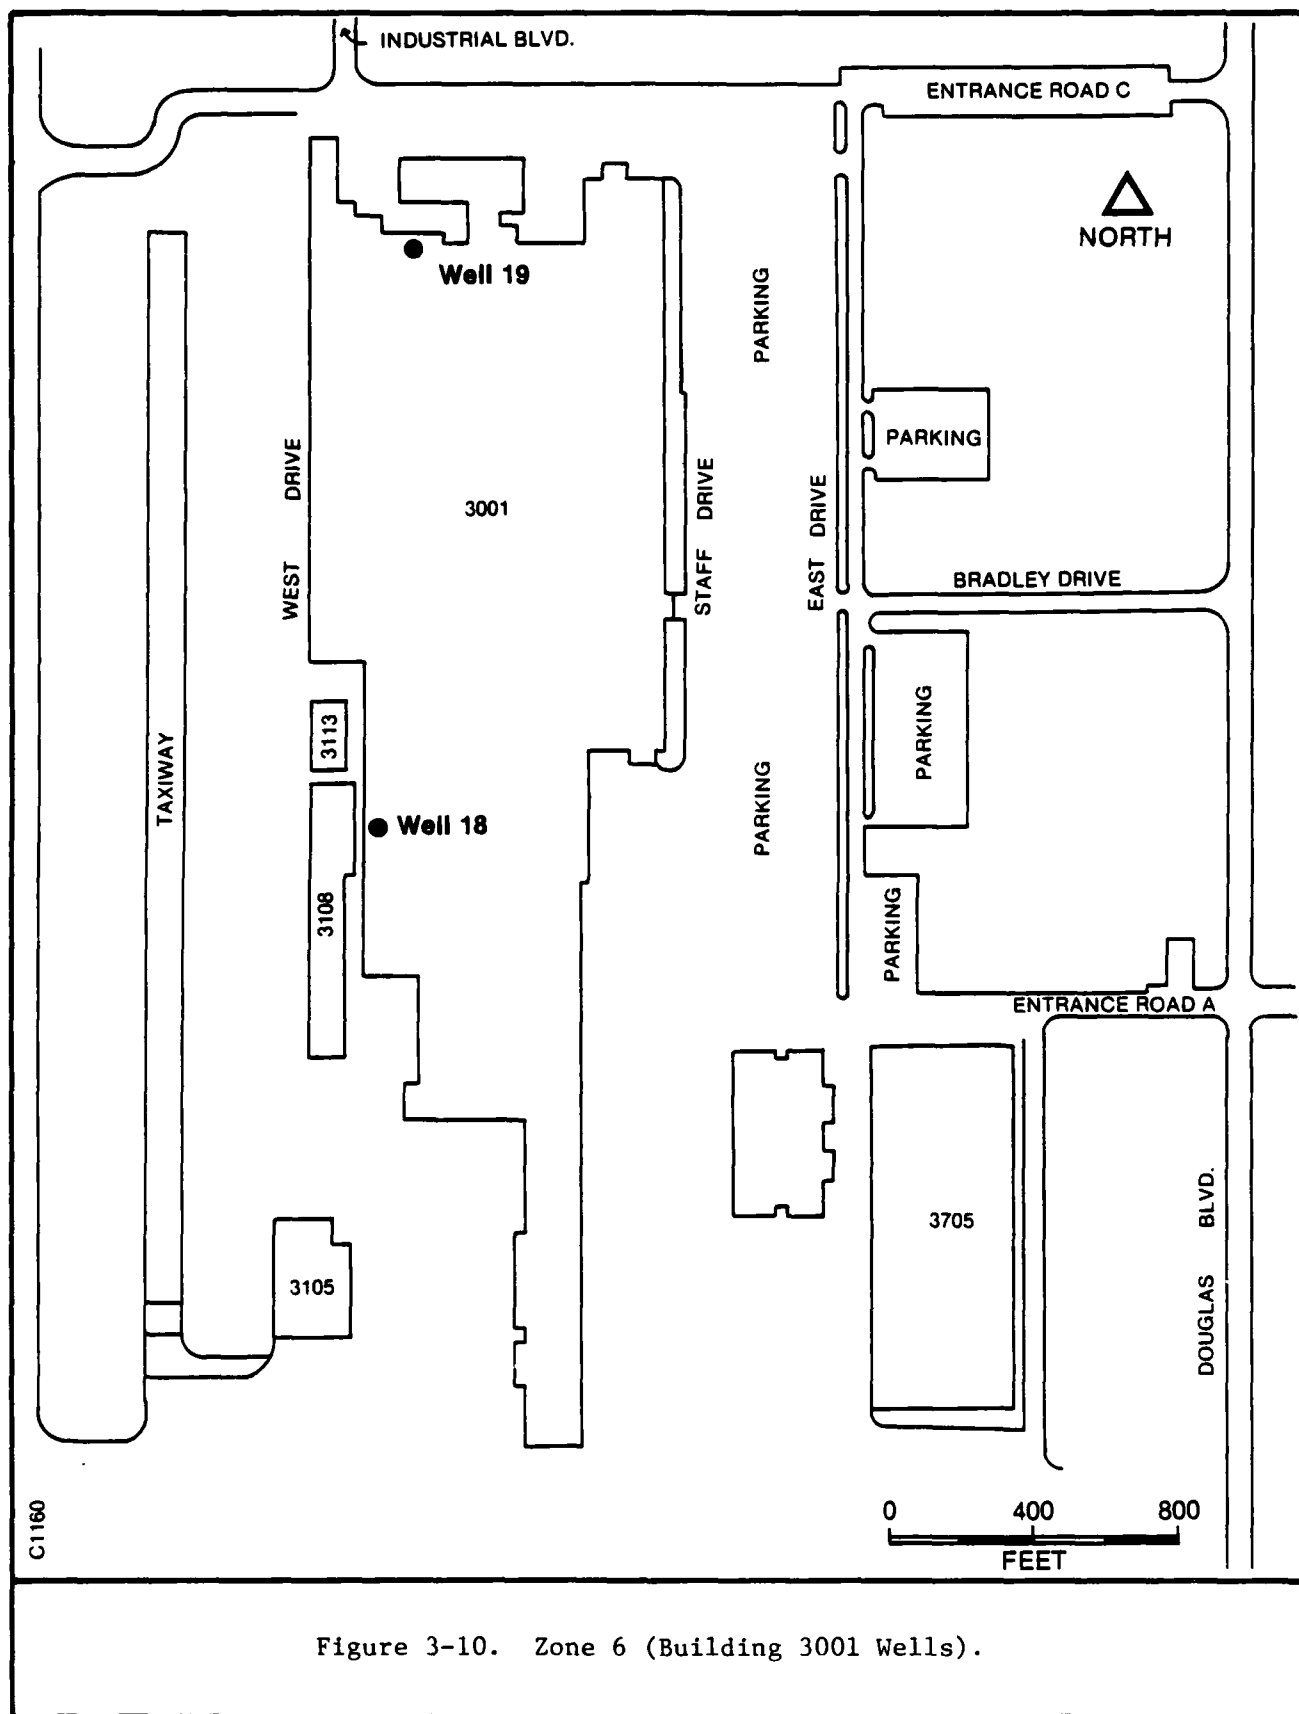 INDUSTRIAL BLVD.
ENTRANCE ROAD C
NORTH
Well 19
PARKING
PARKING
WEST DRIVE
3001
STAFF DRIVE
EAST DRIVE
BRADLEY DRIVE
3113
PARKING
TAXIWAY
PARKING
Well 18
3108
PARKING
ENTRANCE ROAD A
3705
3105
DOUGLAS BLVD.
C1160
0 400 800
FEET
Figure 3-10. Zone 6 (Building 3001 Wells).